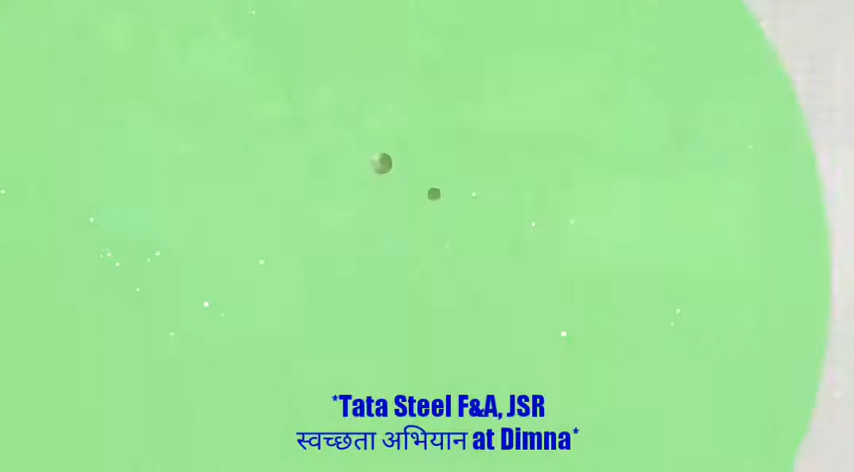 *Tata Steel F&A, JSR
स्वच्छता अभियान at Dimna*